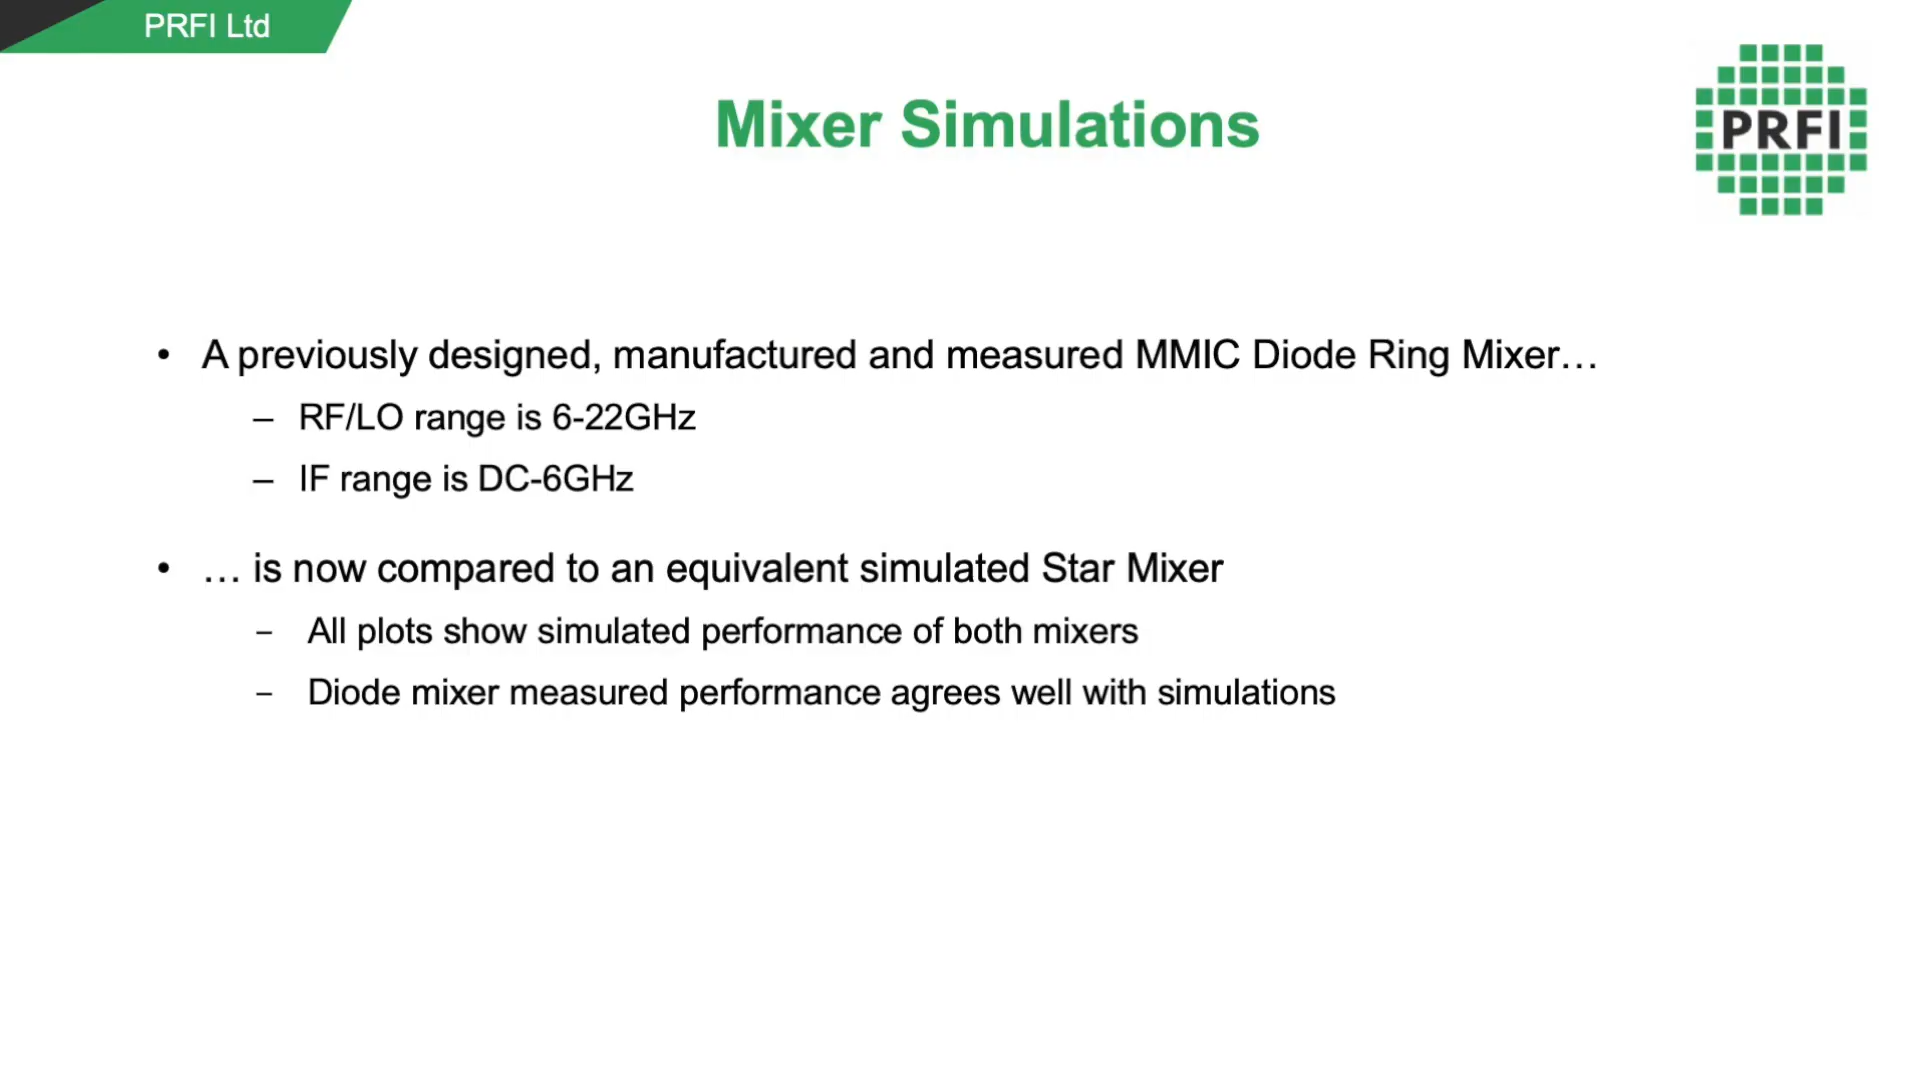 PRFI Ltd
Mixer Simulations
PRFI
• A previously designed, manufactured and measured MMIC Diode Ring Mixer…
– RF/LO range is 6-22GHz
– IF range is DC-6GHz
• … is now compared to an equivalent simulated Star Mixer
− All plots show simulated performance of both mixers
− Diode mixer measured performance agrees well with simulations